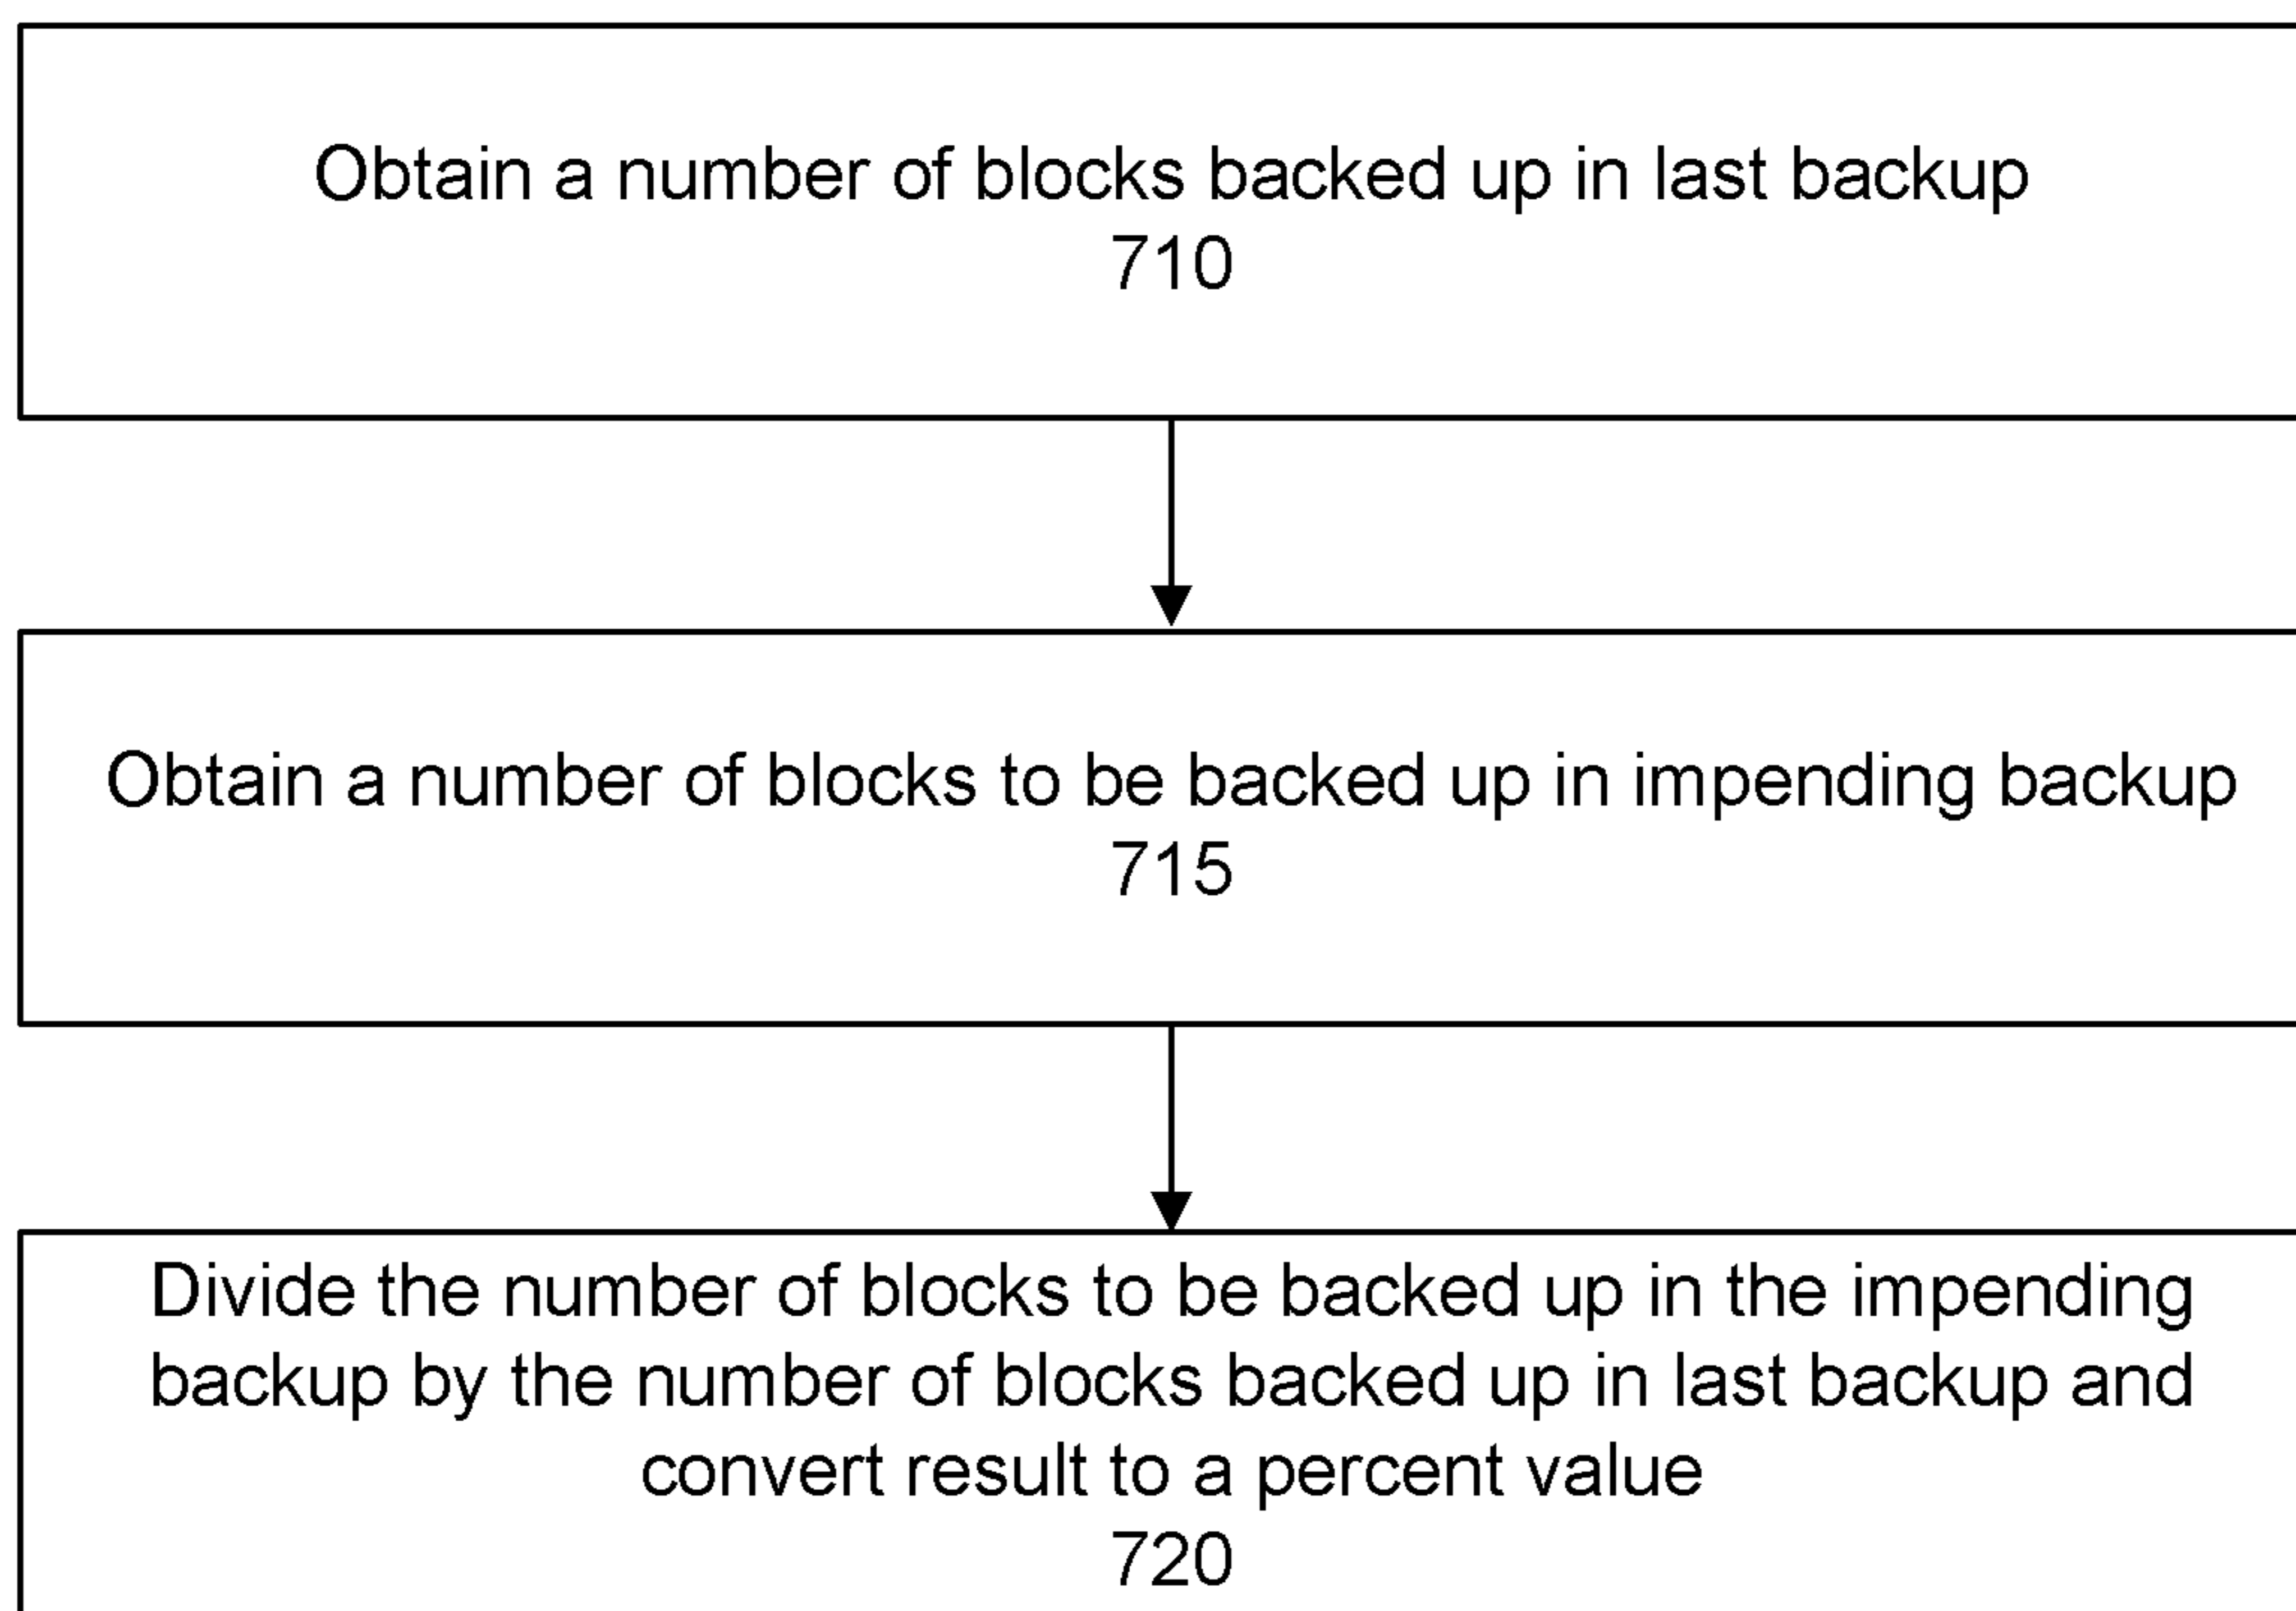 Obtain a number of blocks backed up in last backup
710
Obtain a number of blocks to be backed up in impending backup
715
Divide the number of blocks to be backed up in the impending
backup by the number of blocks backed up in last backup and
convert result to a percent value
720